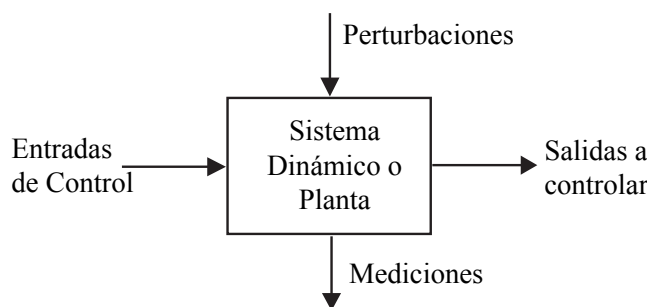 Perturbaciones
Entradas
de Control
Sistema
Dinámico o
Planta
Salidas a
controlar
Mediciones